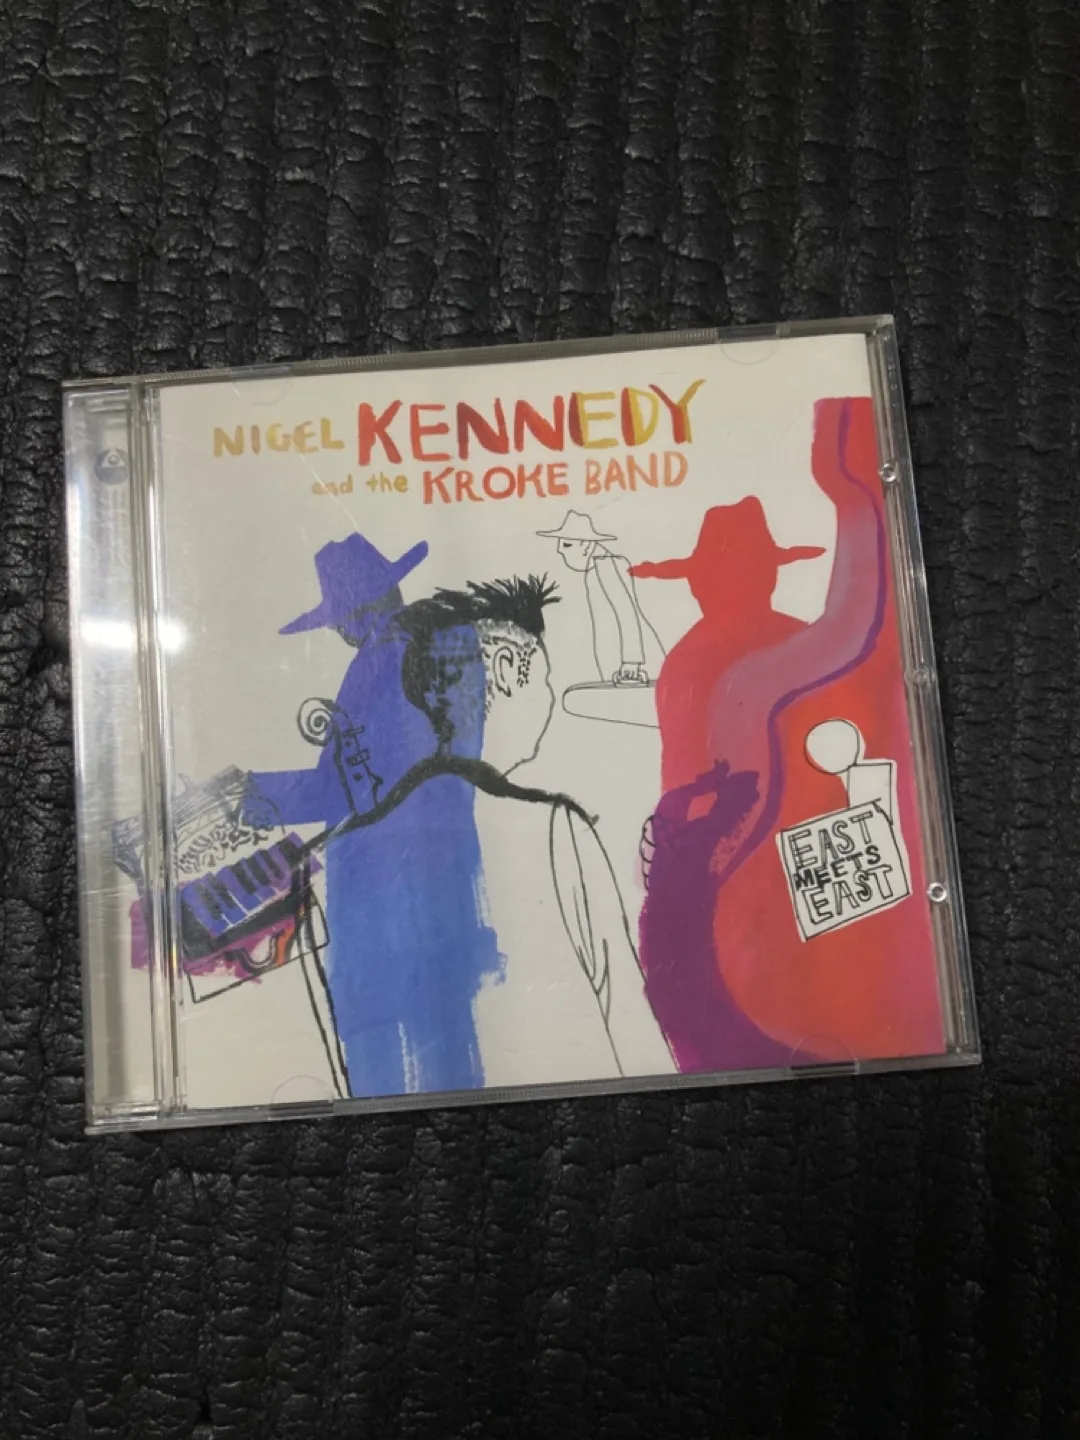 NIGEL KENNEDY
and the KROKE BAND
EAST
MEETS
EAST